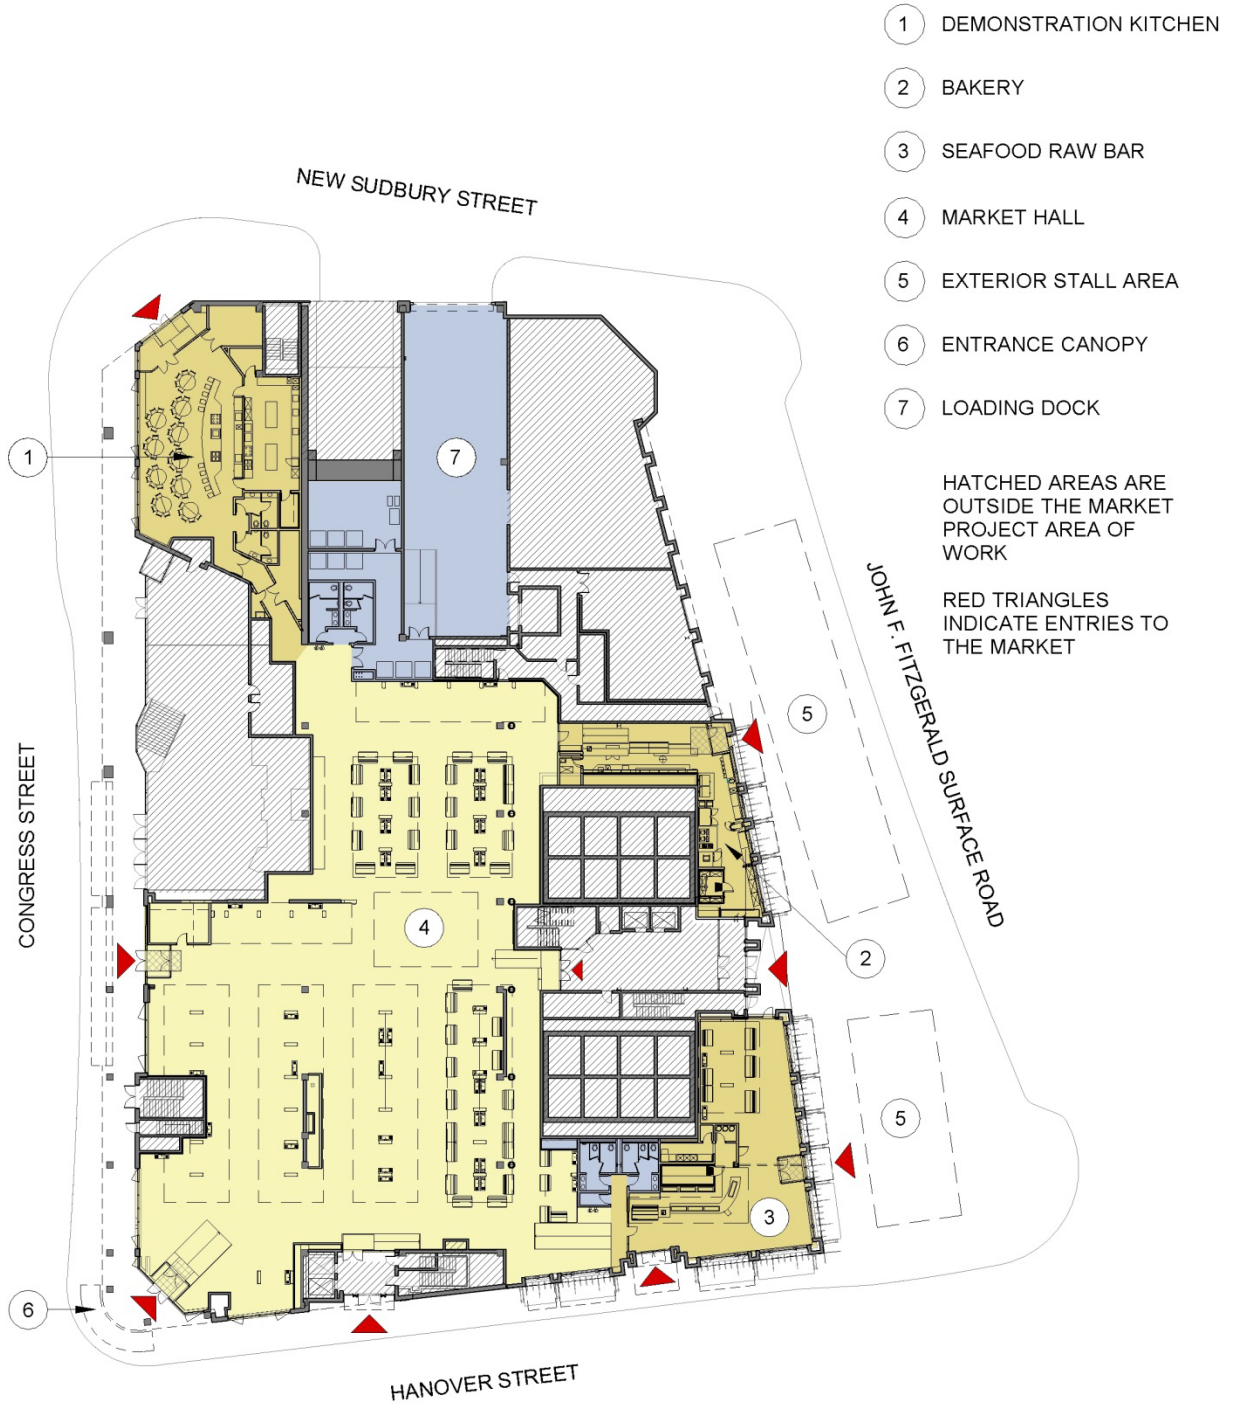 1 DEMONSTRATION KITCHEN
2 BAKERY
3 SEAFOOD RAW BAR
4 MARKET HALL
5 EXTERIOR STALL AREA
6 ENTRANCE CANOPY
7 LOADING DOCK
HATCHED AREAS ARE
OUTSIDE THE MARKET
PROJECT AREA OF
WORK
RED TRIANGLES
INDICATE ENTRIES TO
THE MARKET
NEW SUDBURY STREET
1
7
JOHN F. FITZGERALD SURFACE ROAD
5
CONGRESS STREET
4
2
5
3
6
HANOVER STREET